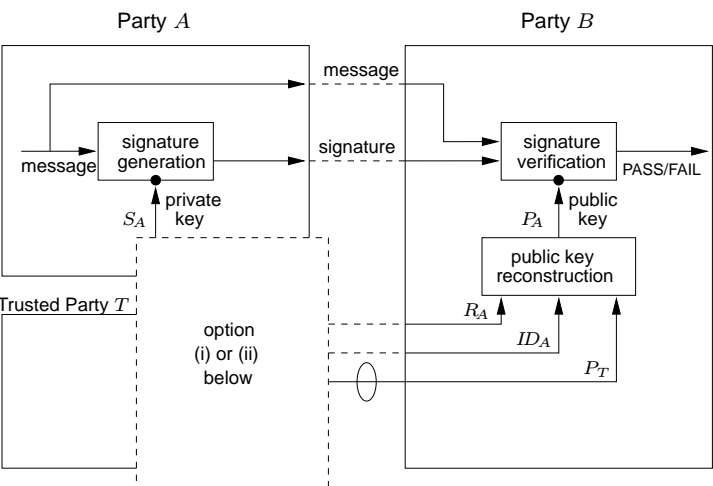 Party A
Party B
message
signature
generation
message
signature
signature
verification
PASS/FAIL
private
key
S_A
public
key
P_A
public key
reconstruction
Trusted Party T
option
(i) or (ii)
below
R_A
ID_A
P_T